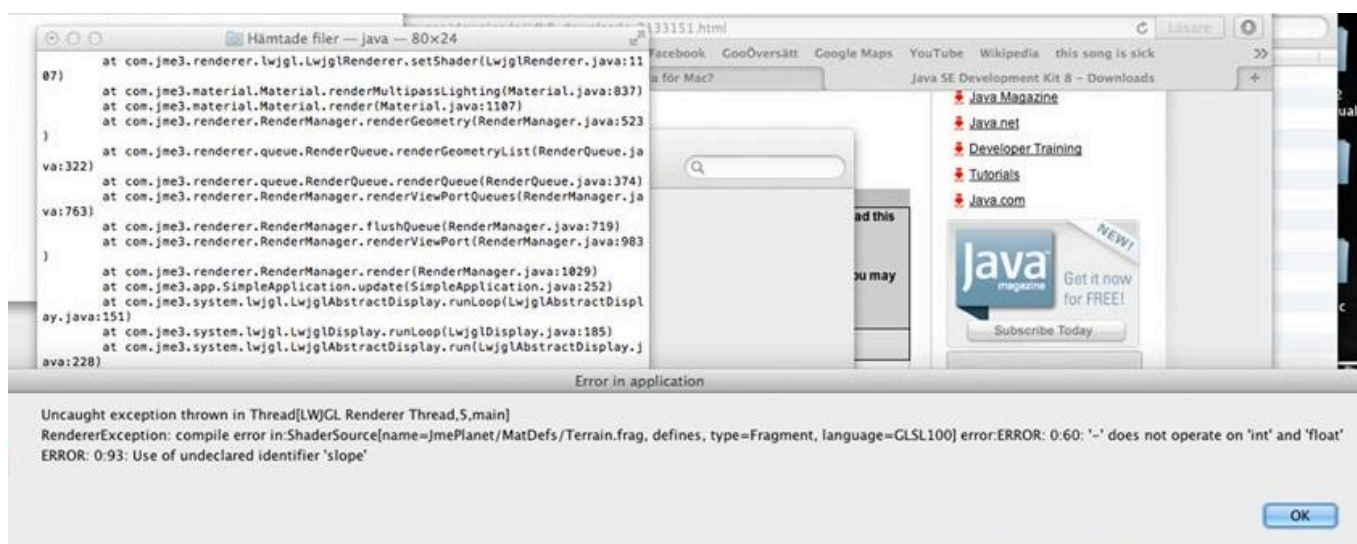 33151.html
Läsare
Hämtade filer — java — 80×24
Facebook GooÖversätt Google Maps YouTube Wikipedia this song is sick
a för Mac?
Java SE Development Kit 8 – Downloads
at com.jme3.renderer.lwjgl.LwjglRenderer.setShader(LwjglRenderer.java:11
07)
at com.jme3.material.Material.renderMultipassLighting(Material.java:837)
at com.jme3.material.Material.render(Material.java:1107)
at com.jme3.renderer.RenderManager.renderGeometry(RenderManager.java:523
)
at com.jme3.renderer.queue.RenderQueue.renderGeometryList(RenderQueue.ja
va:322)
at com.jme3.renderer.queue.RenderQueue.renderQueue(RenderQueue.java:374)
at com.jme3.renderer.RenderManager.renderViewPortQueues(RenderManager.ja
va:763)
at com.jme3.renderer.RenderManager.flushQueue(RenderManager.java:719)
at com.jme3.renderer.RenderManager.renderViewPort(RenderManager.java:983
)
at com.jme3.renderer.RenderManager.render(RenderManager.java:1029)
at com.jme3.app.SimpleApplication.update(SimpleApplication.java:252)
at com.jme3.system.lwjgl.LwjglAbstractDisplay.runLoop(LwjglAbstractDispl
ay.java:151)
at com.jme3.system.lwjgl.LwjglDisplay.runLoop(LwjglDisplay.java:185)
at com.jme3.system.lwjgl.LwjglAbstractDisplay.run(LwjglAbstractDisplay.j
ava:228)
ad this
ou may
Java Magazine
Java.net
Developer Training
Tutorials
Java.com
NEW!
Java
magazine
Get it now
for FREE!
Subscribe Today
Error in application
Uncaught exception thrown in Thread[LWJGL Renderer Thread,5,main]
RendererException: compile error in:ShaderSource[name=JmePlanet/MatDefs/Terrain.frag, defines, type=Fragment, language=GLSL100] error:ERROR: 0:60: '-' does not operate on 'int' and 'float'
ERROR: 0:93: Use of undeclared identifier 'slope'
OK